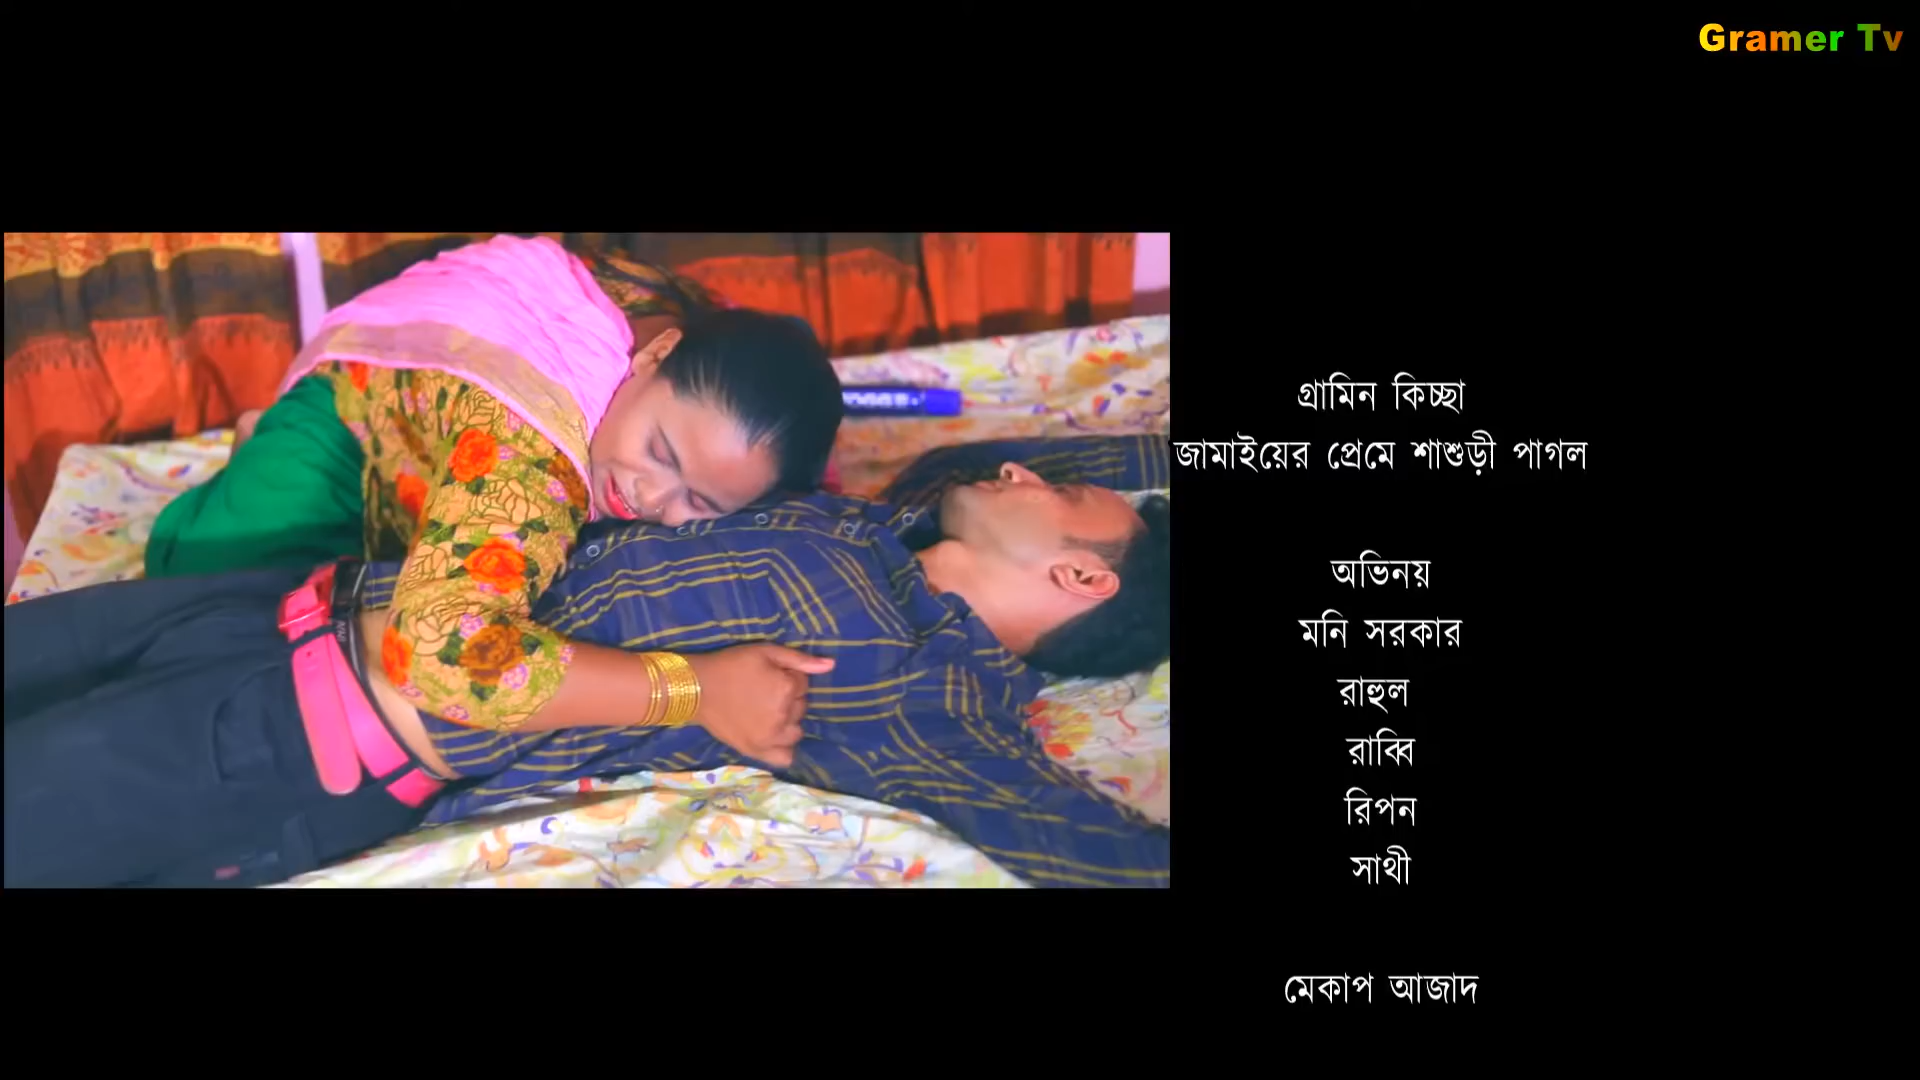 Gramer Tv
গ্রামিন কিচ্ছা
জামাইয়ের প্রেমে শাশুড়ী পাগল
অভিনয়
মনি সরকার
রাহুল
রাব্বি
রিপন
সাথী
মেকাপ আজাদ